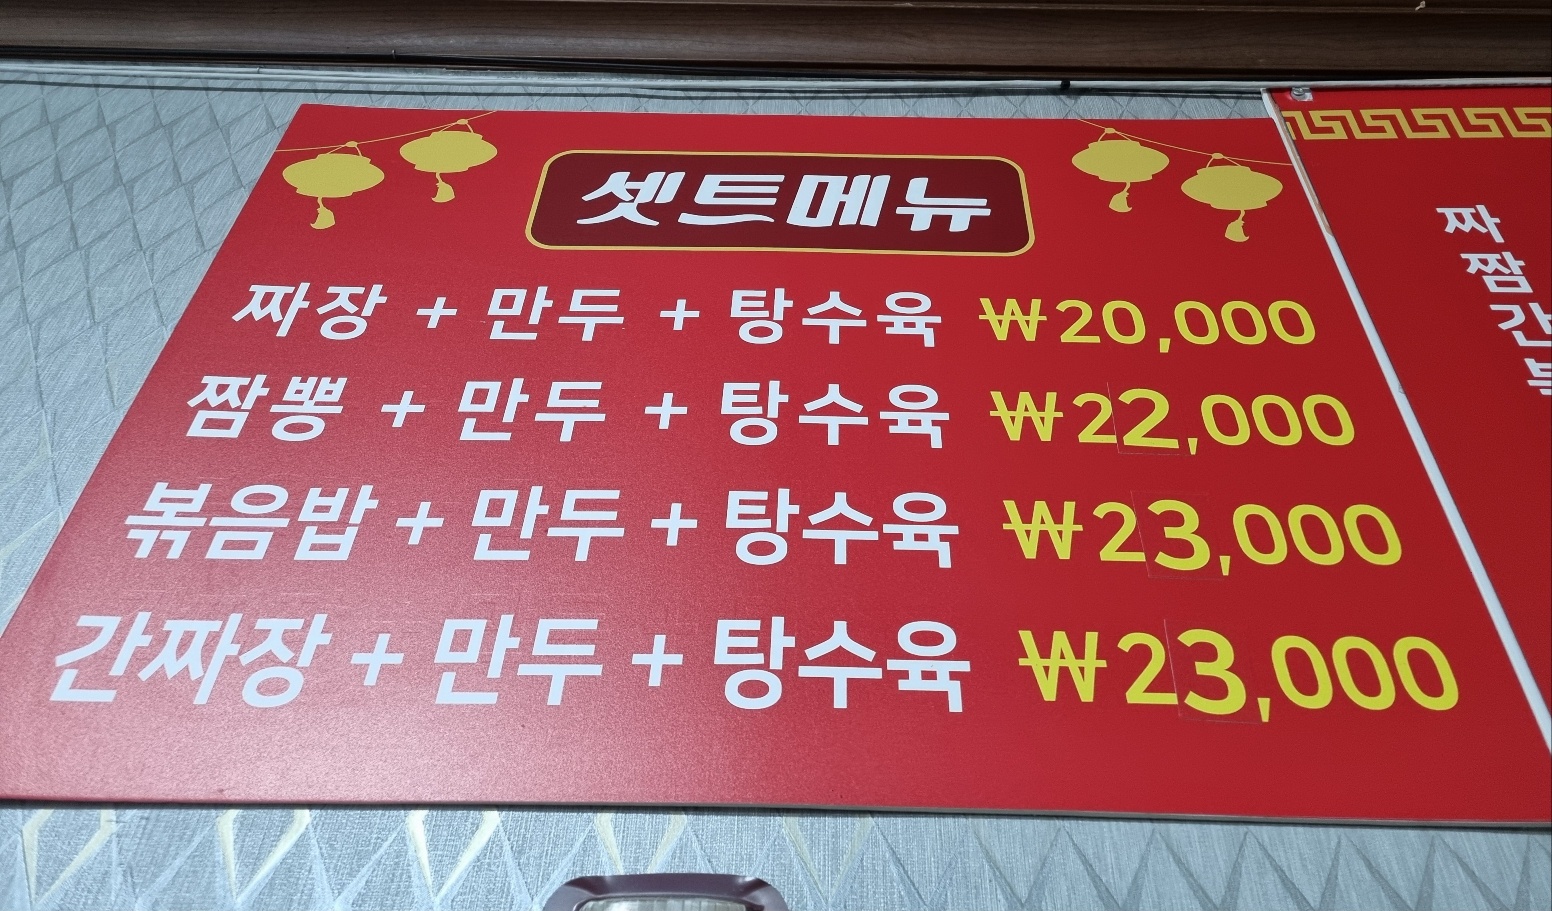 셋트메뉴
짜장 + 만두 + 탕수육 ₩20,000
짬뽕 + 만두 + 탕수육 ₩22,000
볶음밥 + 만두 + 탕수육 ₩23,000
간짜장 + 만두 + 탕수육 ₩23,000
짜
짬
간